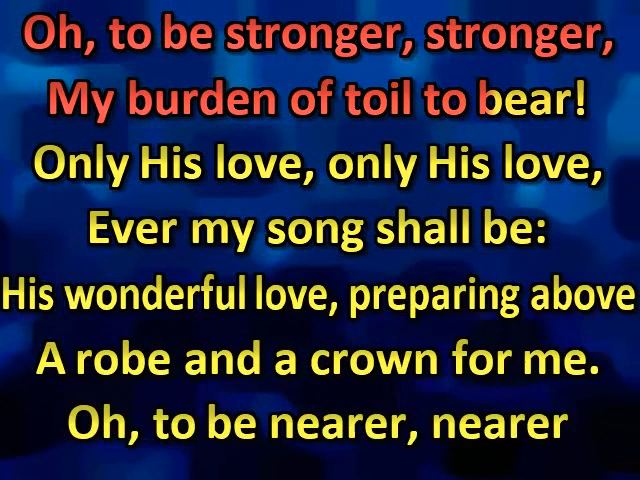 Oh, to be stronger, stronger,
My burden of toil to bear!
Only His love, only His love,
Ever my song shall be:
His wonderful love, preparing above
A robe and a crown for me.
Oh, to be nearer, nearer